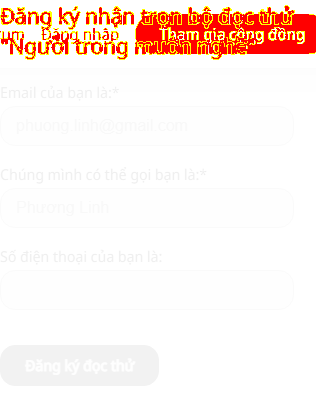 Đăng ký nhận trọn bộ đọc thử
Đăng nhập
Tham gia cộng đồng
"Người trong muôn nghề"
Email của bạn là:*
phuong.linh@gmail.com
Chúng mình có thể gọi bạn là:*
Phương Linh
Số điện thoại của bạn là:
Đăng ký đọc thử